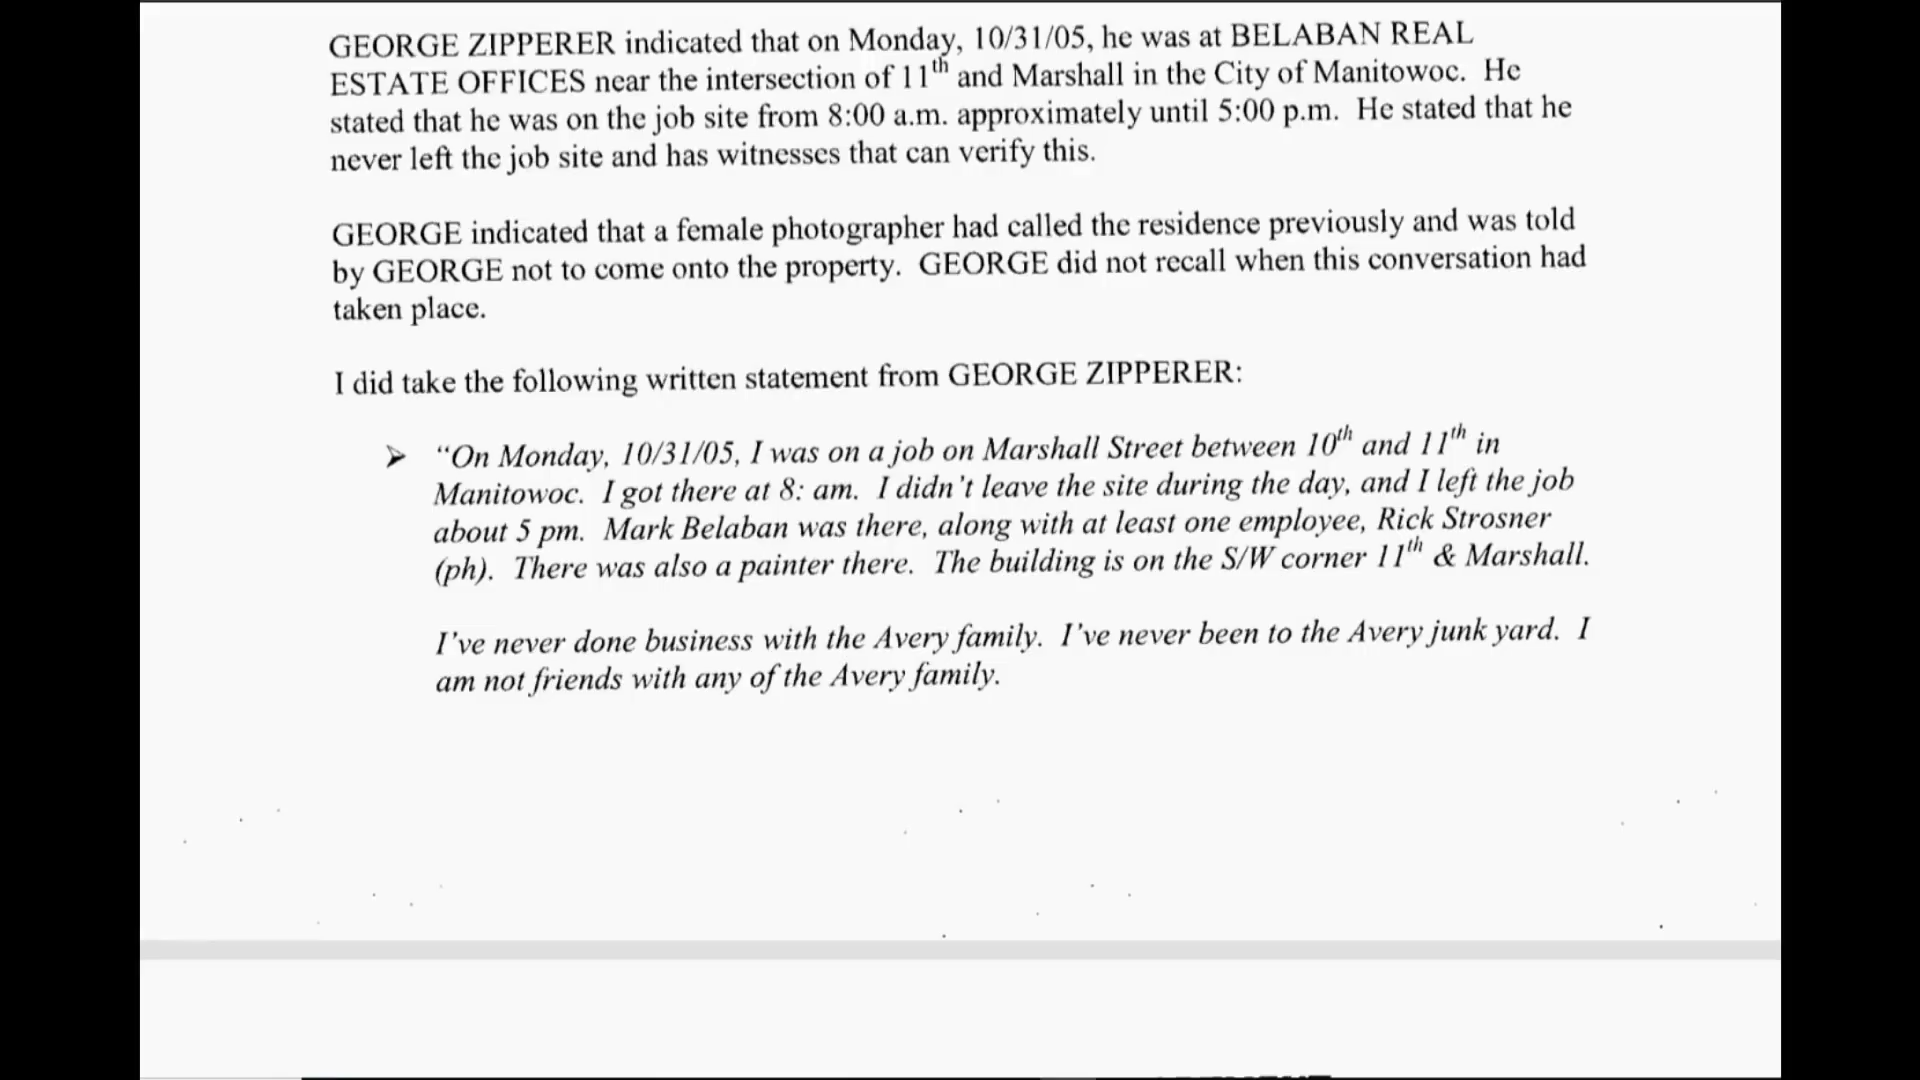 GEORGE ZIPPERER indicated that on Monday, 10/31/05, he was at BELABAN REAL
ESTATE OFFICES near the intersection of 11th and Marshall in the City of Manitowoc. He
stated that he was on the job site from 8:00 a.m. approximately until 5:00 p.m. He stated that he
never left the job site and has witnesses that can verify this.
GEORGE indicated that a female photographer had called the residence previously and was told
by GEORGE not to come onto the property. GEORGE did not recall when this conversation had
taken place.
I did take the following written statement from GEORGE ZIPPERER:
➢ “On Monday, 10/31/05, I was on a job on Marshall Street between 10th and 11th in
Manitowoc. I got there at 8: am. I didn’t leave the site during the day, and I left the job
about 5 pm. Mark Belaban was there, along with at least one employee, Rick Strosner
(ph). There was also a painter there. The building is on the S/W corner 11th & Marshall.
I’ve never done business with the Avery family. I’ve never been to the Avery junk yard. I
am not friends with any of the Avery family.